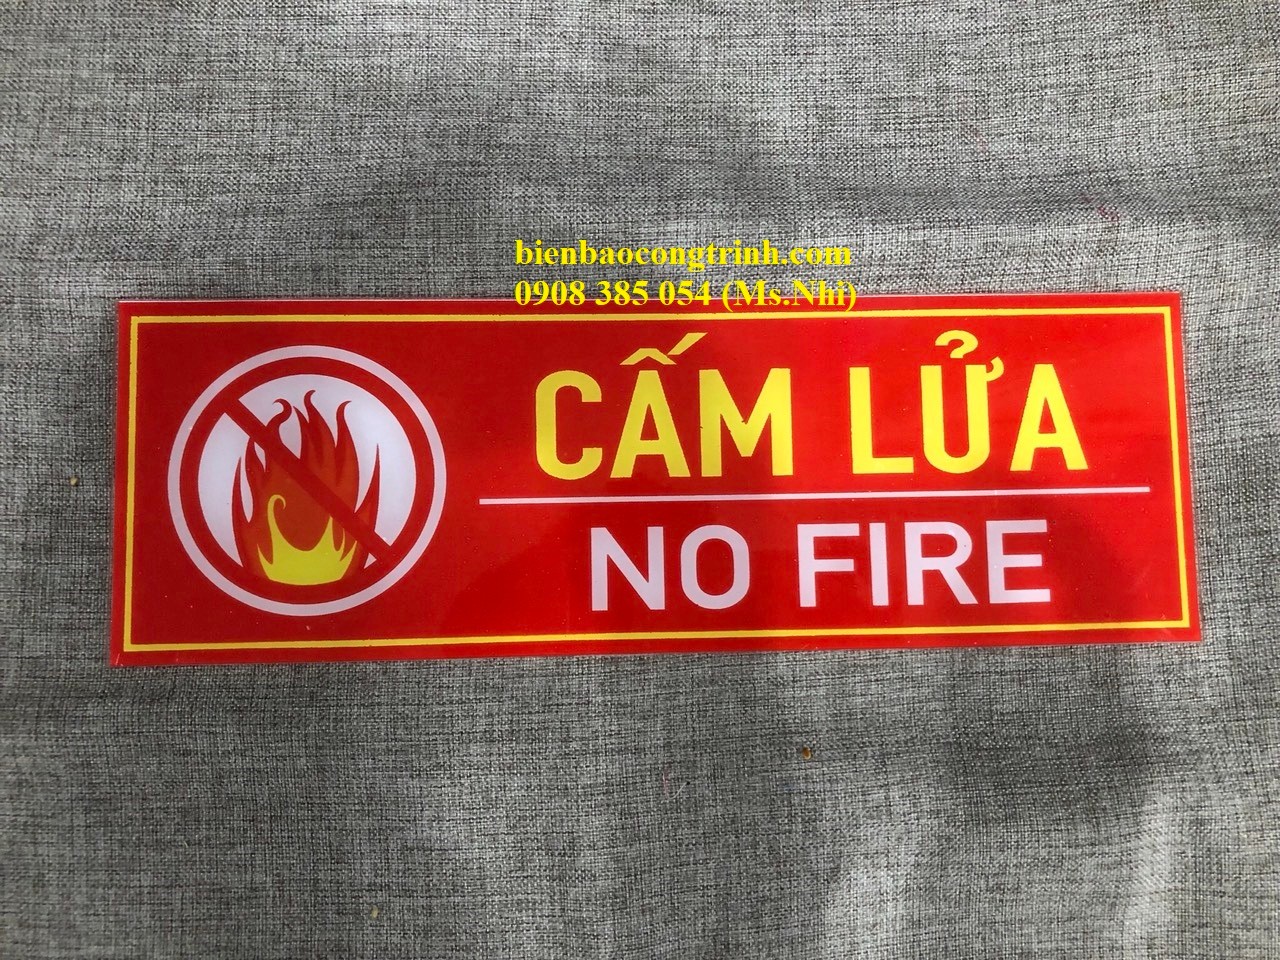 bienbaocongtrinh.com
0908 385 054 (Ms.Nhi)
CẤM LỬA
NO FIRE